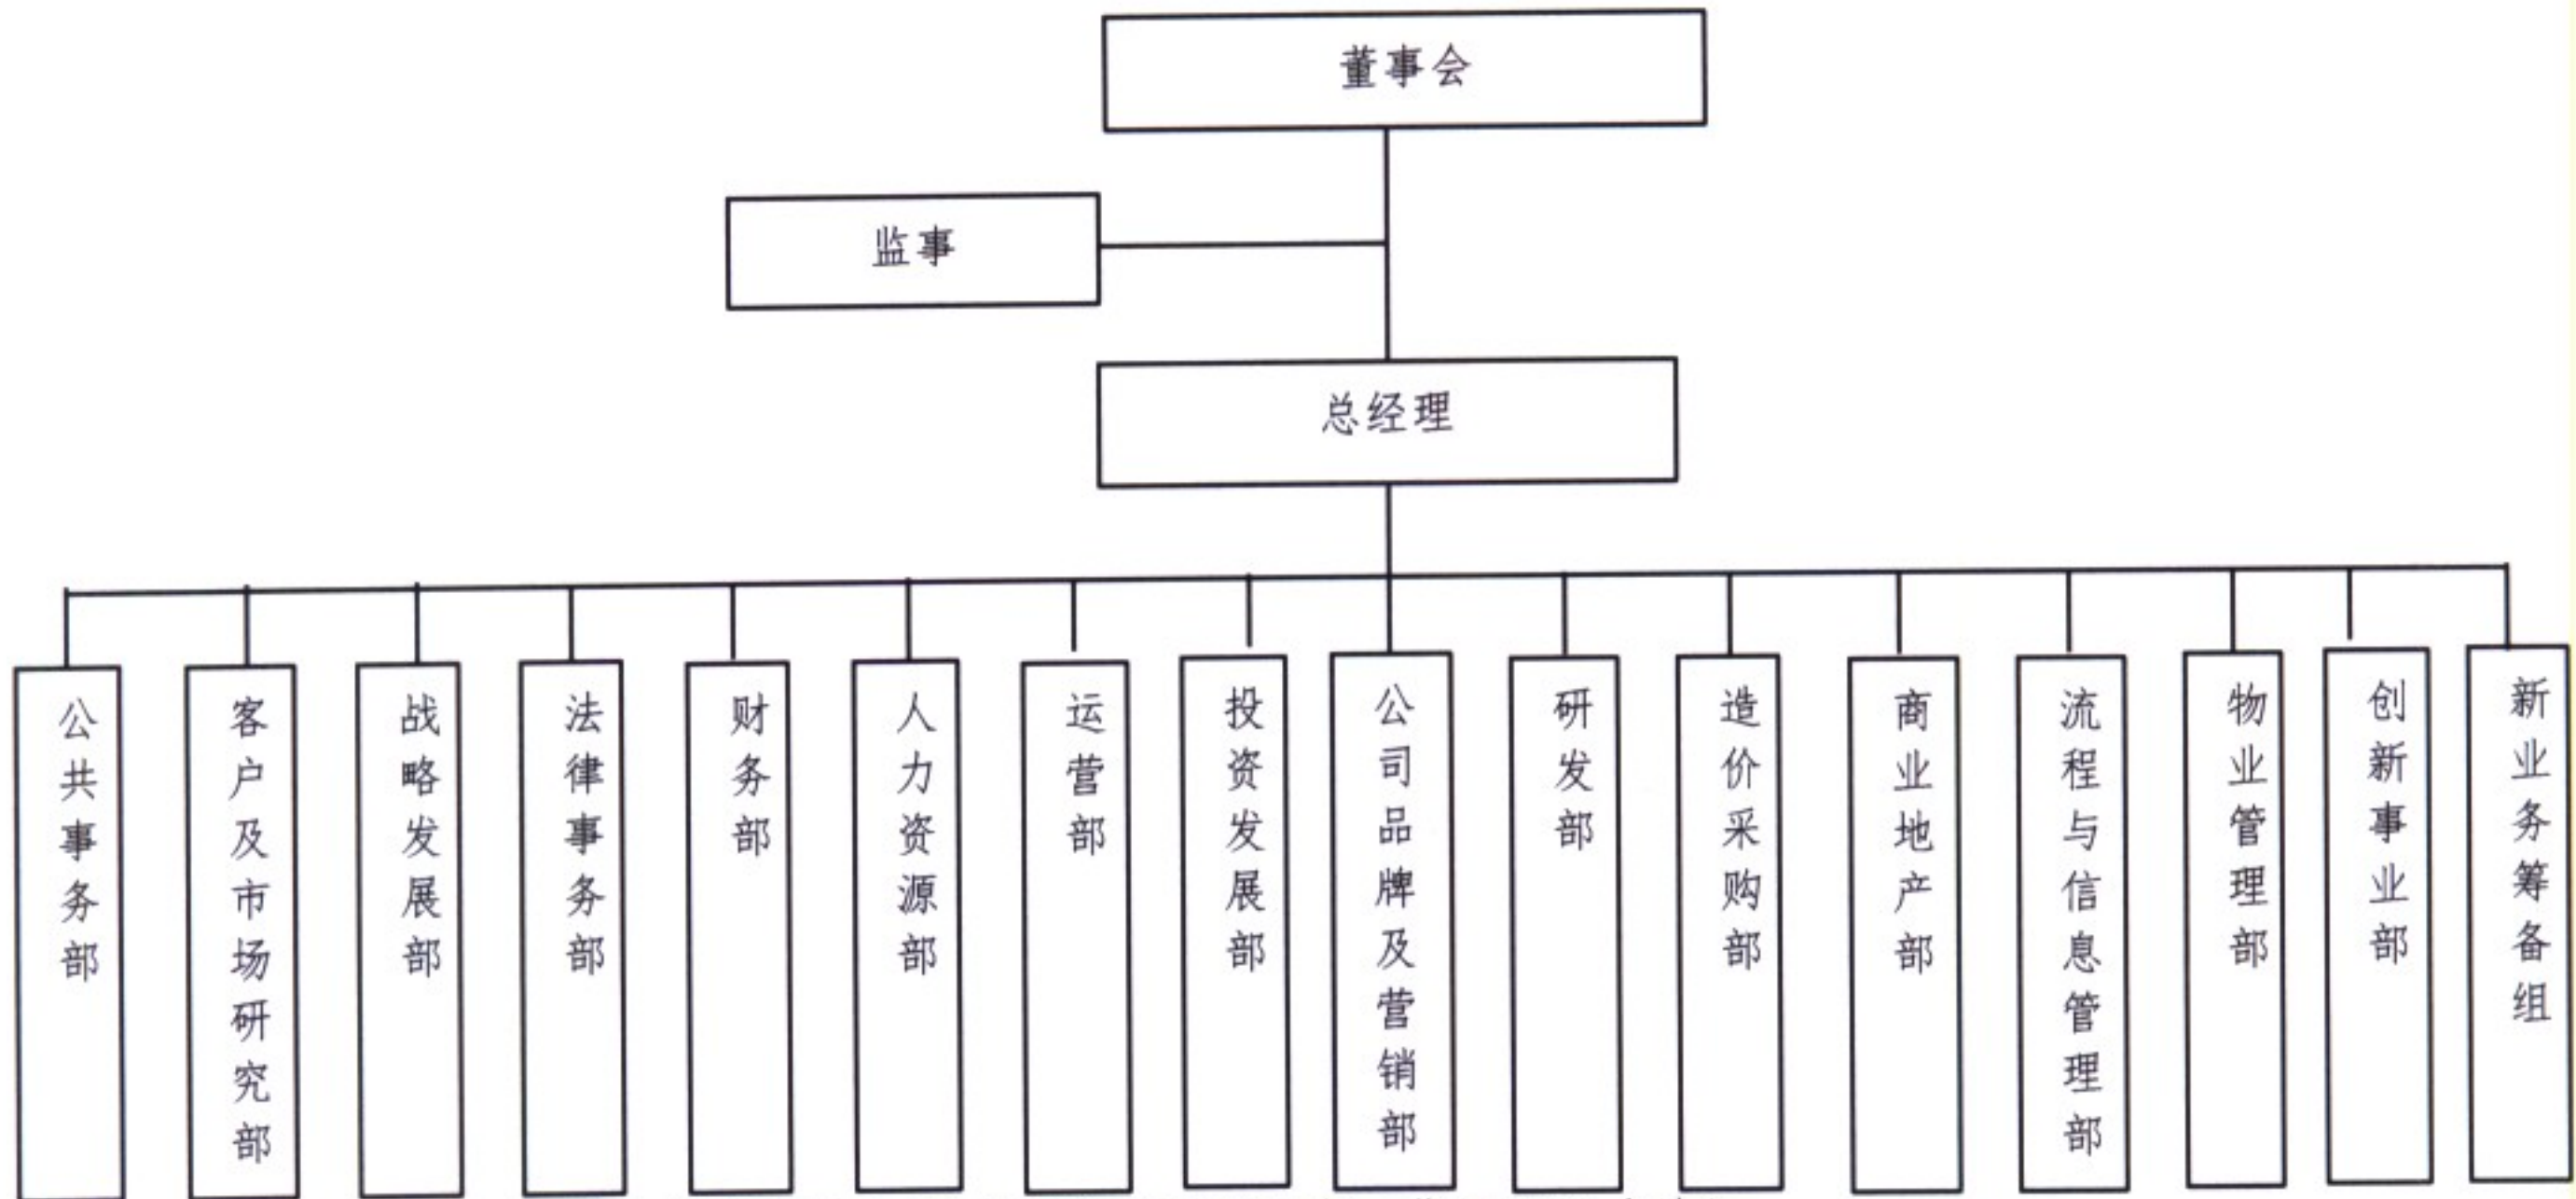 董事会
监事
总经理
公共事务部
客户及市场研究部
战略发展部
法律事务部
财务部
人力资源部
运营部
投资发展部
公司品牌及营销部
研发部
造价采购部
商业地产部
流程与信息管理部
物业管理部
创新事业部
新业务筹备组